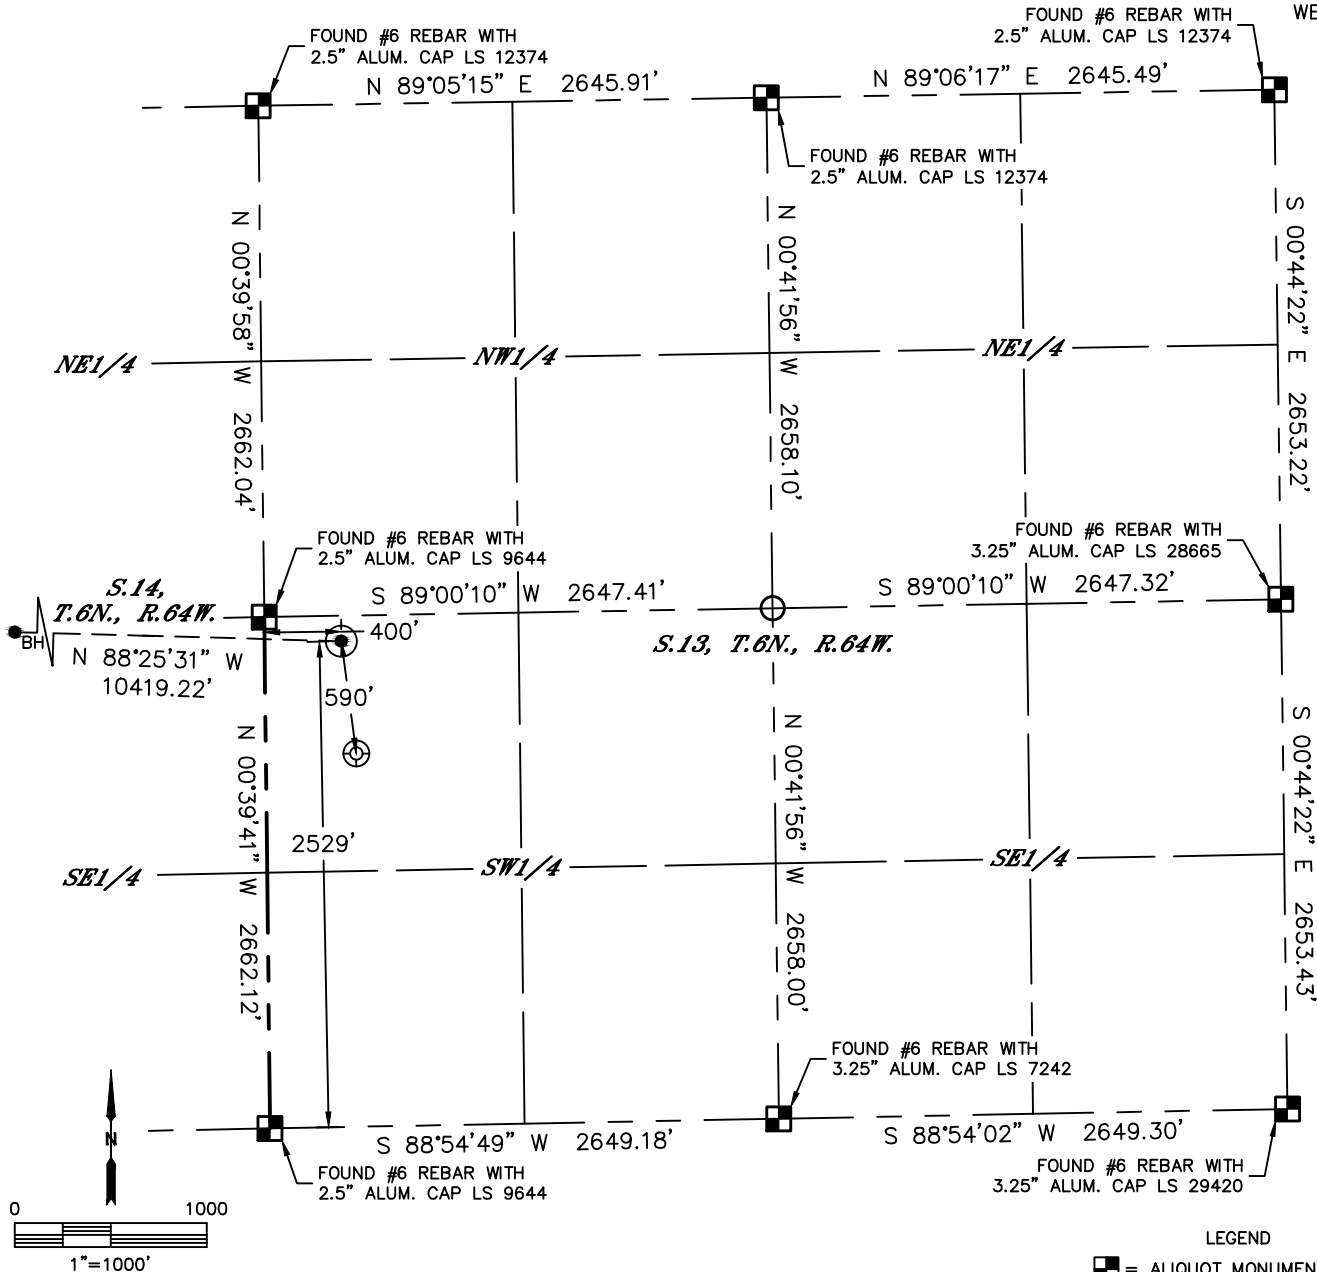 FOUND #6 REBAR WITH
2.5" ALUM. CAP LS 12374
FOUND #6 REBAR WITH
2.5" ALUM. CAP LS 12374
N 89°05'15" E 2645.91'
N 89°06'17" E 2645.49'
FOUND #6 REBAR WITH
2.5" ALUM. CAP LS 12374
N 00°39'58" W 2662.04'
N 00°41'56" W 2658.10'
S 00°44'22" E 2653.22'
NE1/4
NW1/4
NE1/4
FOUND #6 REBAR WITH
2.5" ALUM. CAP LS 9644
FOUND #6 REBAR WITH
3.25" ALUM. CAP LS 28665
S.14,
T.6N., R.64W.
S 89°00'10" W 2647.41'
S 89°00'10" W 2647.32'
BH
400'
S.13, T.6N., R.64W.
N 88°25'31" W
10419.22'
590'
N 00°39'41" W 2662.12'
N 00°41'56" W 2658.00'
S 00°44'22" E 2653.43'
2529'
SE1/4
SW1/4
SE1/4
FOUND #6 REBAR WITH
3.25" ALUM. CAP LS 7242
N
S 88°54'49" W 2649.18'
S 88°54'02" W 2649.30'
FOUND #6 REBAR WITH
2.5" ALUM. CAP LS 9644
FOUND #6 REBAR WITH
3.25" ALUM. CAP LS 29420
0 1000
1"=1000'
LEGEND
= ALIQUOT